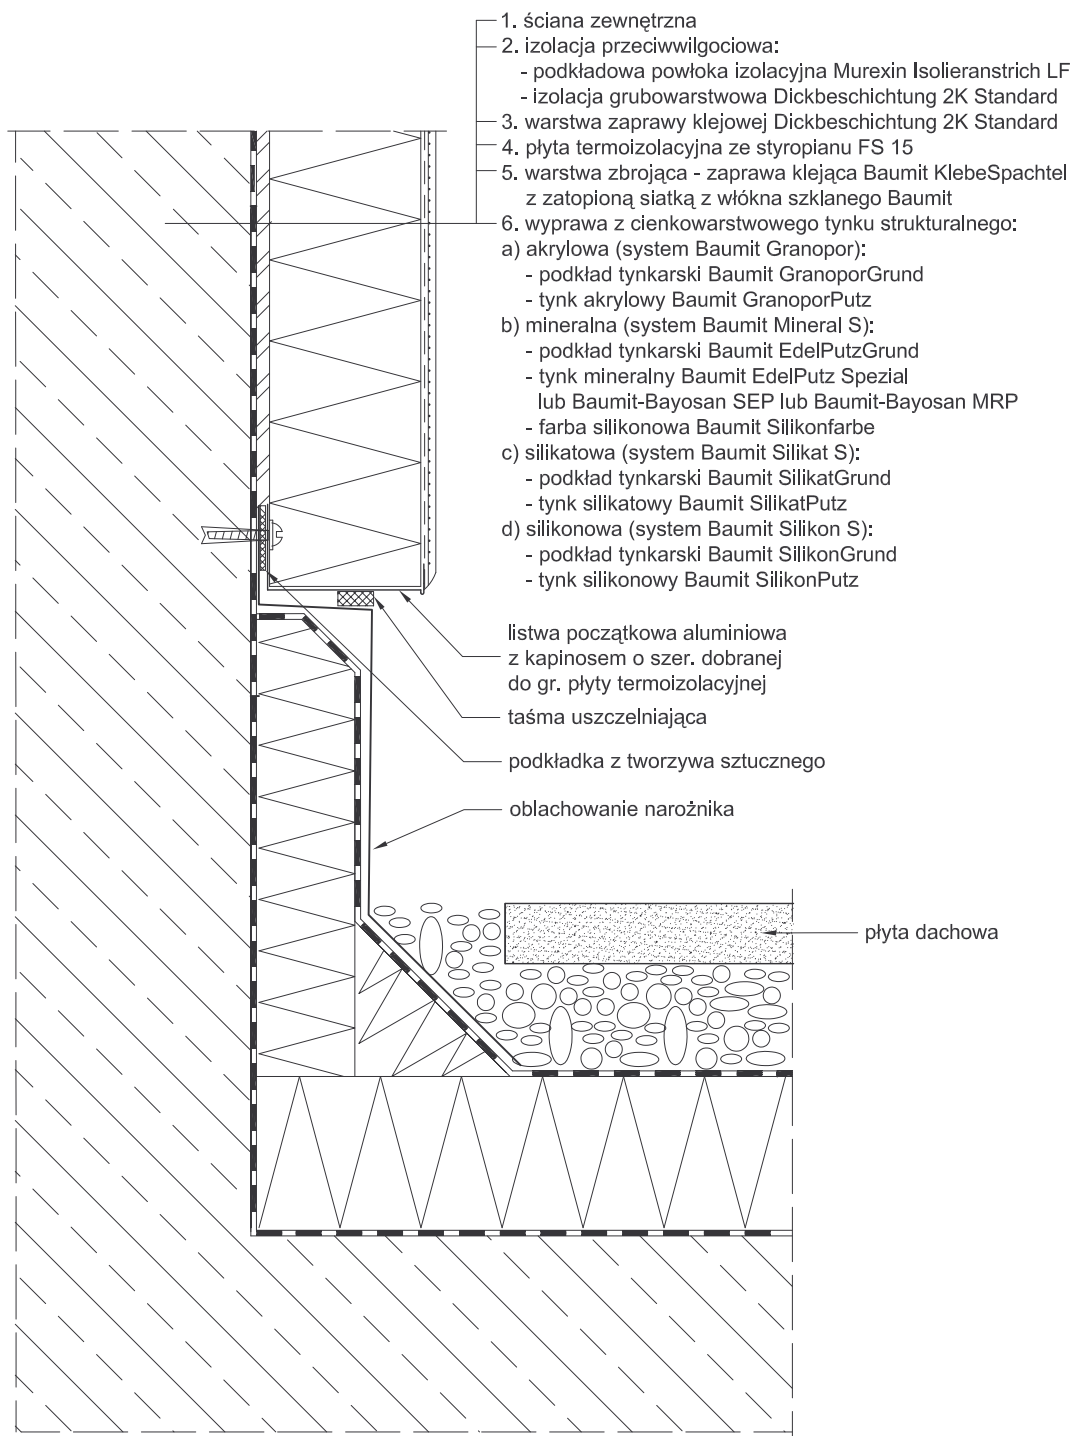 1. ściana zewnętrzna
2. izolacja przeciwwilgociowa:
- podkładowa powłoka izolacyjna Murexin Isolieranstrich LF
- izolacja grubowarstwowa Dickbeschichtung 2K Standard
3. warstwa zaprawy klejowej Dickbeschichtung 2K Standard
4. płyta termoizolacyjna ze styropianu FS 15
5. warstwa zbrojąca - zaprawa klejąca Baumit KlebeSpachtel
z zatopioną siatką z włókna szklanego Baumit
6. wyprawa z cienkowarstwowego tynku strukturalnego:
a) akrylowa (system Baumit Granopor):
- podkład tynkarski Baumit GranoporGrund
- tynk akrylowy Baumit GranoporPutz
b) mineralna (system Baumit Mineral S):
- podkład tynkarski Baumit EdelPutzGrund
- tynk mineralny Baumit EdelPutz Spezial
lub Baumit-Bayosan SEP lub Baumit-Bayosan MRP
- farba silikonowa Baumit Silikonfarbe
c) silikatowa (system Baumit Silikat S):
- podkład tynkarski Baumit SilikatGrund
- tynk silikatowy Baumit SilikatPutz
d) silikonowa (system Baumit Silikon S):
- podkład tynkarski Baumit SilikonGrund
- tynk silikonowy Baumit SilikonPutz
listwa początkowa aluminiowa
z kapinosem o szer. dobranej
do gr. płyty termoizolacyjnej
taśma uszczelniająca
podkładka z tworzywa sztucznego
oblachowanie narożnika
płyta dachowa